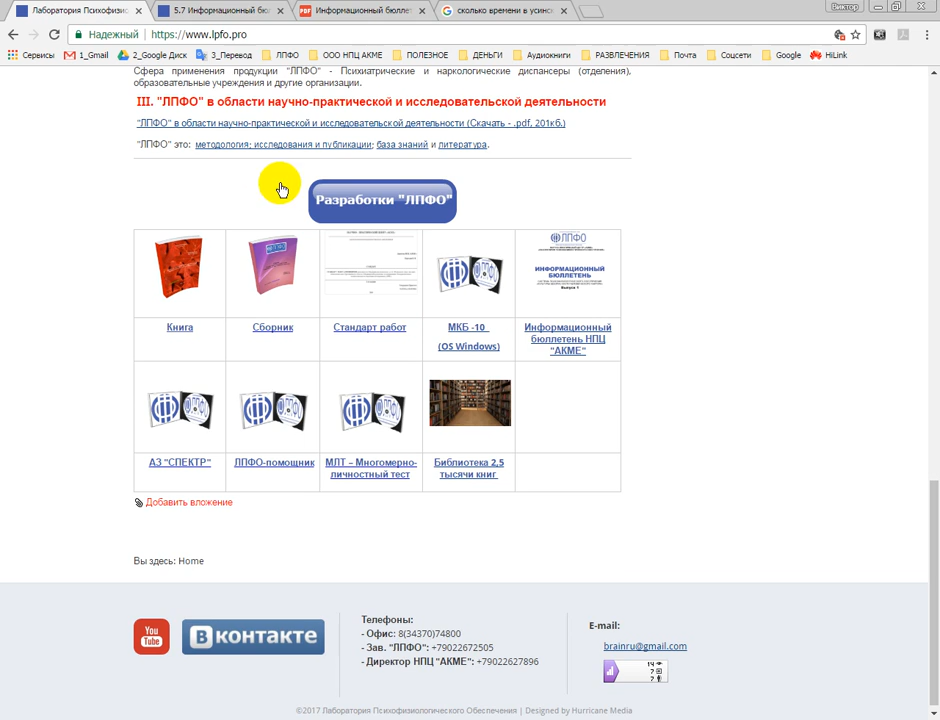 Лаборатория Психофизио
5.7 Информационный бю
Информационный бюллет
сколько времени в усинс
Виктор
Надежный
https://www.lpfo.pro
Сервисы
1_Gmail
2_Google Диск
3_Перевод
ЛПФО
ООО НПЦ АКМЕ
ПОЛЕЗНОЕ
ДЕНЬГИ
Аудиокниги
РАЗВЛЕЧЕНИЯ
Почта
Соцсети
Google
HiLink
Сфера применения продукции "ЛПФО" - Психиатрические и наркологические диспансеры (отделения),
образовательные учреждения и другие организации.
III. "ЛПФО" в области научно-практической и исследовательской деятельности
"ЛПФО" в области научно-практической и исследовательской деятельности (Скачать - .pdf, 201кб.)
"ЛПФО" это: методология; исследования и публикации; база знаний и литература.
Разработки "ЛПФО"
ЛПФО
ИНФОРМАЦИОННЫЙ
БЮЛЛЕТЕНЬ
Выпуск 1
Книга
Сборник
Стандарт работ
МКБ -10
(OS Windows)
Информационный
бюллетень НПЦ
"АКМЕ"
АЗ "СПЕКТР"
ЛПФО-помощник
МЛТ – Многомерно-
личностный тест
Библиотека 2,5
тысячи книг
Добавить вложение
Вы здесь: Home
You
Tube
В контакте
Телефоны:
- Офис: 8(34370)74800
- Зав. "ЛПФО": +79022672505
- Директор НПЦ "АКМЕ": +79022627896
E-mail:
brainru@gmail.com
©2017 Лаборатория Психофизиологического Обеспечения | Designed by Hurricane Media